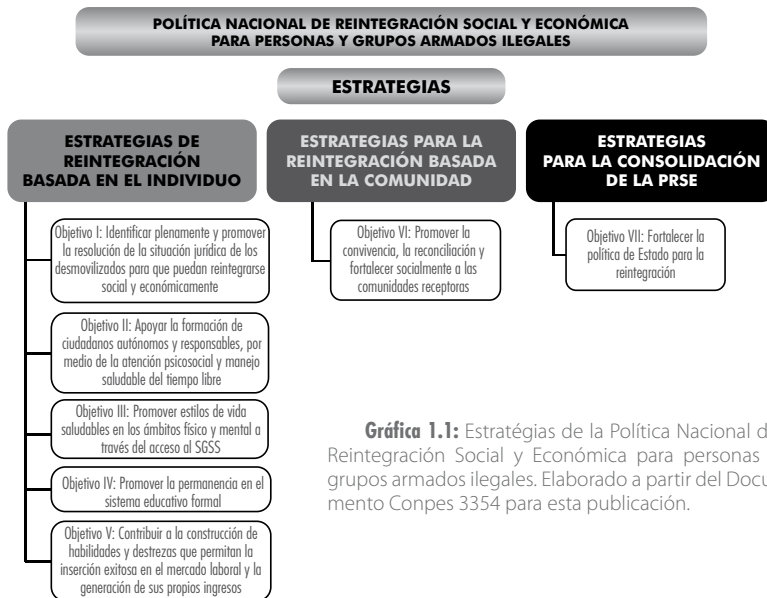 POLÍTICA NACIONAL DE REINTEGRACIÓN SOCIAL Y ECONÓMICA
PARA PERSONAS Y GRUPOS ARMADOS ILEGALES
ESTRATEGIAS
ESTRATEGIAS DE
REINTEGRACIÓN
BASADA EN EL INDIVIDUO
Objetivo I: Identificar plenamente y promover
la resolución de la situación jurídica de los
desmovilizados para que puedan reintegrarse
social y económicamente
Objetivo II: Apoyar la formación de
ciudadanos autónomos y responsables, por
medio de la atención psicosocial y manejo
saludable del tiempo libre
Objetivo III: Promover estilos de vida
saludables en los ámbitos físico y mental a
través del acceso al SGSS
Objetivo IV: Promover la permanencia en el
sistema educativo formal
Objetivo V: Contribuir a la construcción de
habilidades y destrezas que permitan la
inserción exitosa en el mercado laboral y la
generación de sus propios ingresos
ESTRATEGIAS PARA LA
REINTEGRACIÓN BASADA
EN LA COMUNIDAD
Objetivo VI: Promover la
convivencia, la reconciliación y
fortalecer socialmente a las
comunidades receptoras
ESTRATEGIAS
PARA LA CONSOLIDACIÓN
DE LA PRSE
Objetivo VII: Fortalecer la
política de Estado para la
reintegración
Gráfica 1.1: Estratégias de la Política Nacional d
Reintegración Social y Económica para personas
grupos armados ilegales. Elaborado a partir del Docu
mento Conpes 3354 para esta publicación.